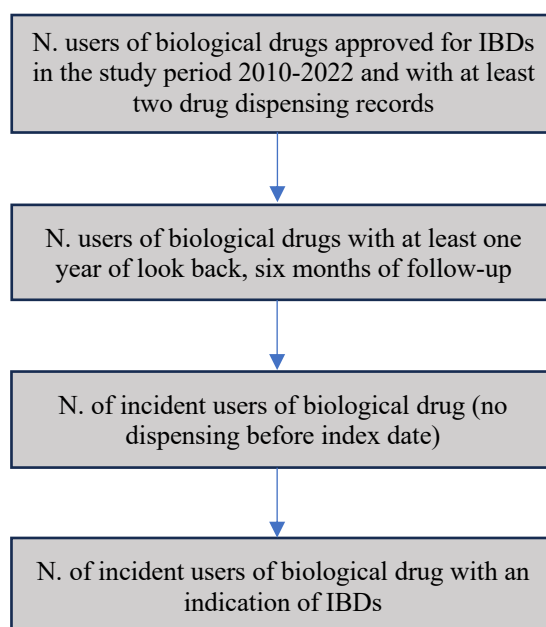 N. users of biological drugs approved for IBDs
in the study period 2010-2022 and with at least
two drug dispensing records
N. users of biological drugs with at least one
year of look back, six months of follow-up
N. of incident users of biological drug (no
dispensing before index date)
N. of incident users of biological drug with an
indication of IBDs